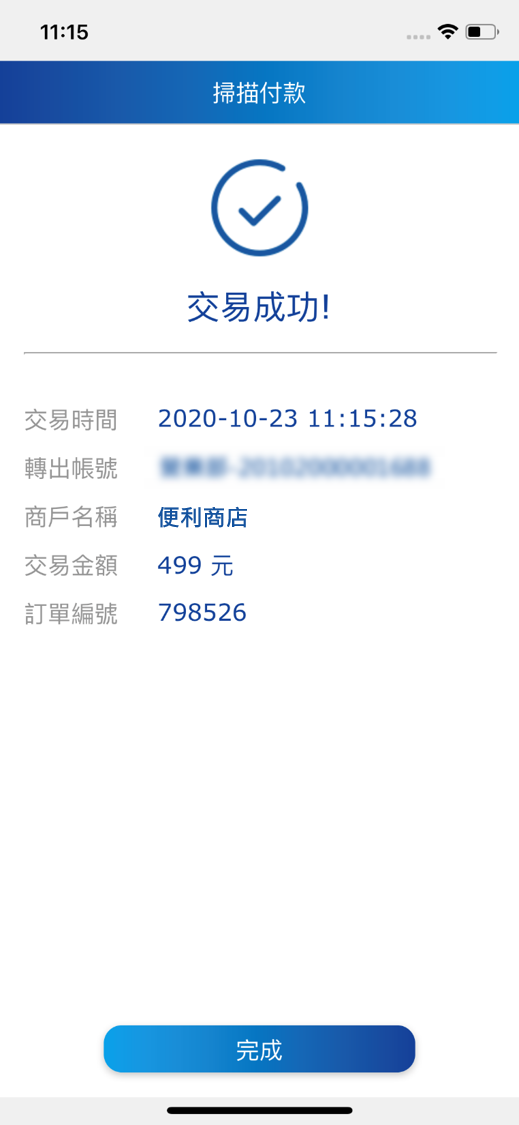 11:15
掃描付款
交易成功!
交易時間 2020-10-23 11:15:28
轉出帳號
商戶名稱 便利商店
交易金額 499 元
訂單編號 798526
完成